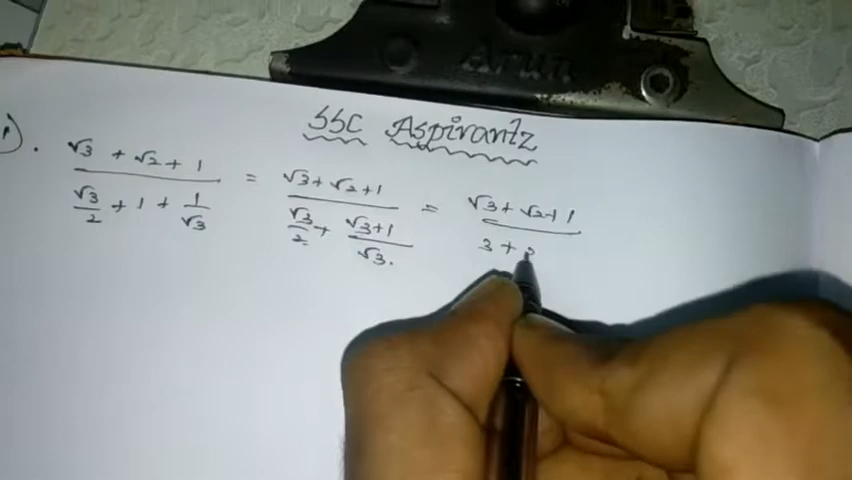 Arun
SSC Aspirantz
1). (√3 + √2 + 1) / (√3/2 + 1 + 1/√3) = (√3 + √2 + 1) / (√3/2 + (√3 + 1)/√3.) = (√3 + √2 + 1) / (3 +